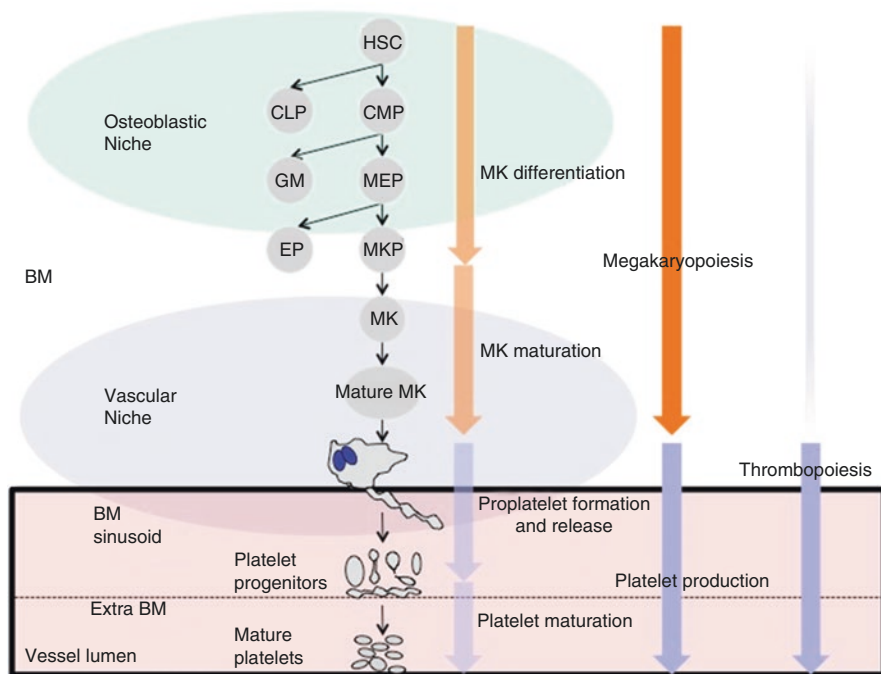 HSC
CLP
CMP
Osteoblastic
Niche
GM
MEP
MK differentiation
EP
MKP
Megakaryopoiesis
BM
MK
MK maturation
Vascular
Niche
Mature MK
Thrombopoiesis
BM
sinusoid
Proplatelet formation
and release
Platelet
progenitors
Platelet production
Extra BM
Platelet maturation
Vessel lumen
Mature
platelets